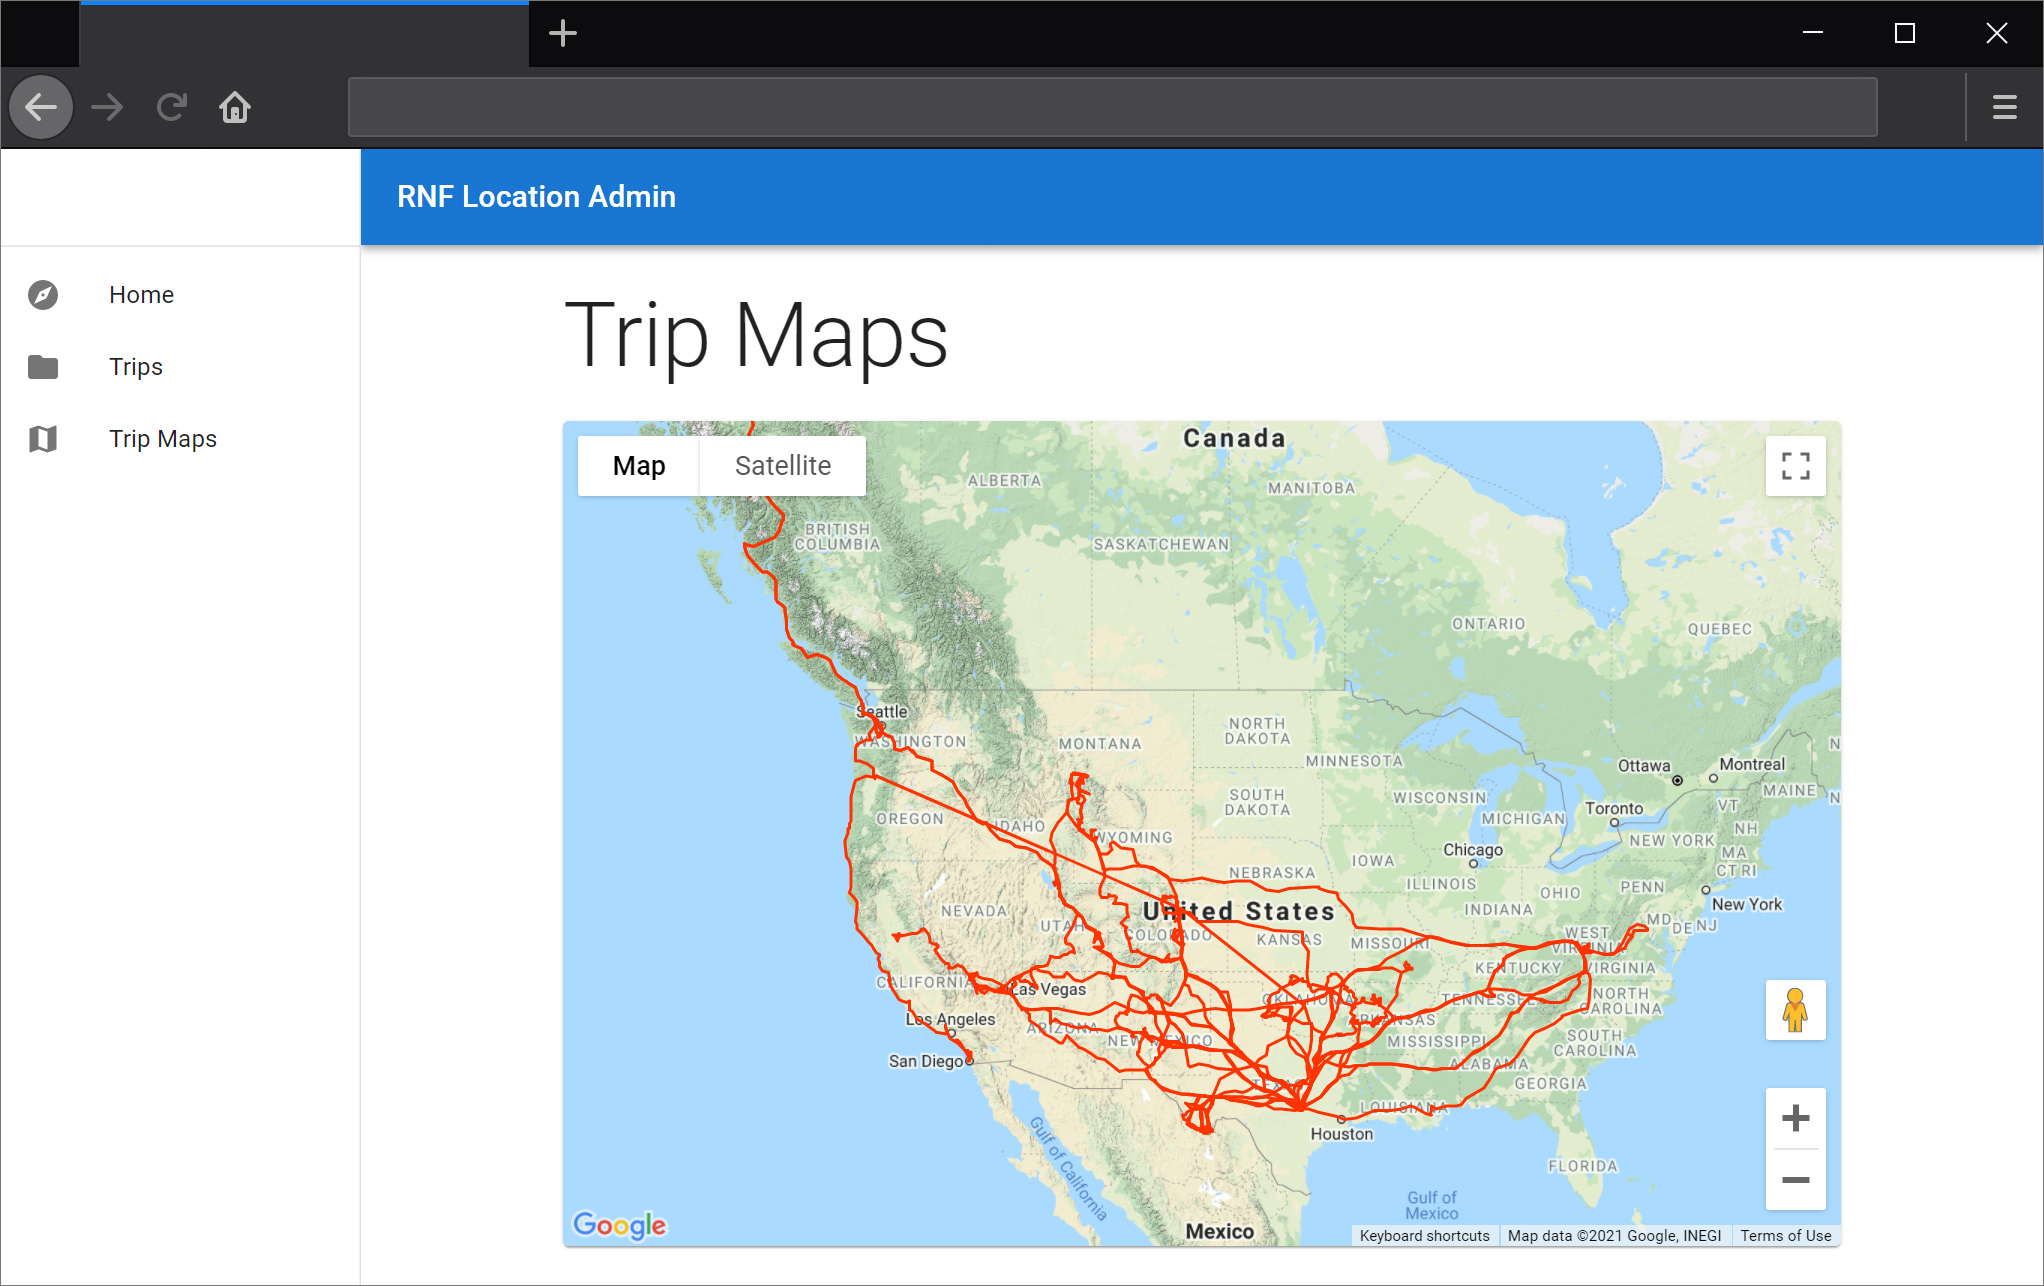 RNF Location Admin
Home
Trips
Trip Maps
Trip Maps
Map
Satellite
Canada
ALBERTA
MANITOBA
BRITISH
COLUMBIA
SASKATCHEWAN
ONTARIO
QUEBEC
Seattle
WASHINGTON
MONTANA
NORTH
DAKOTA
MINNESOTA
Ottawa
Montreal
MAINE
N
N
SOUTH
DAKOTA
WISCONSIN
MICHIGAN
Toronto
VT
NH
OREGON
IDAHO
WYOMING
NEW YORK
MA
CT RI
Chicago
IOWA
NEBRASKA
ILLINOIS
OHIO
PENN
New York
NEVADA
UTAH
United States
COLORADO
KANSAS
MISSOURI
INDIANA
WEST
VIRGINIA
MD
DE
NJ
KENTUCKY
VIRGINIA
CALIFORNIA
Las Vegas
OKLAHOMA
TENNESSEE
NORTH
CAROLINA
Los Angeles
ARIZONA
NEW MEXICO
ARKANSAS
MISSISSIPPI
SOUTH
CAROLINA
San Diego
TEXAS
ALABAMA
GEORGIA
LOUISIANA
Houston
Gulf of California
FLORIDA
Gulf of
Mexico
Mexico
Google
Keyboard shortcuts
Map data ©2021 Google, INEGI
Terms of Use